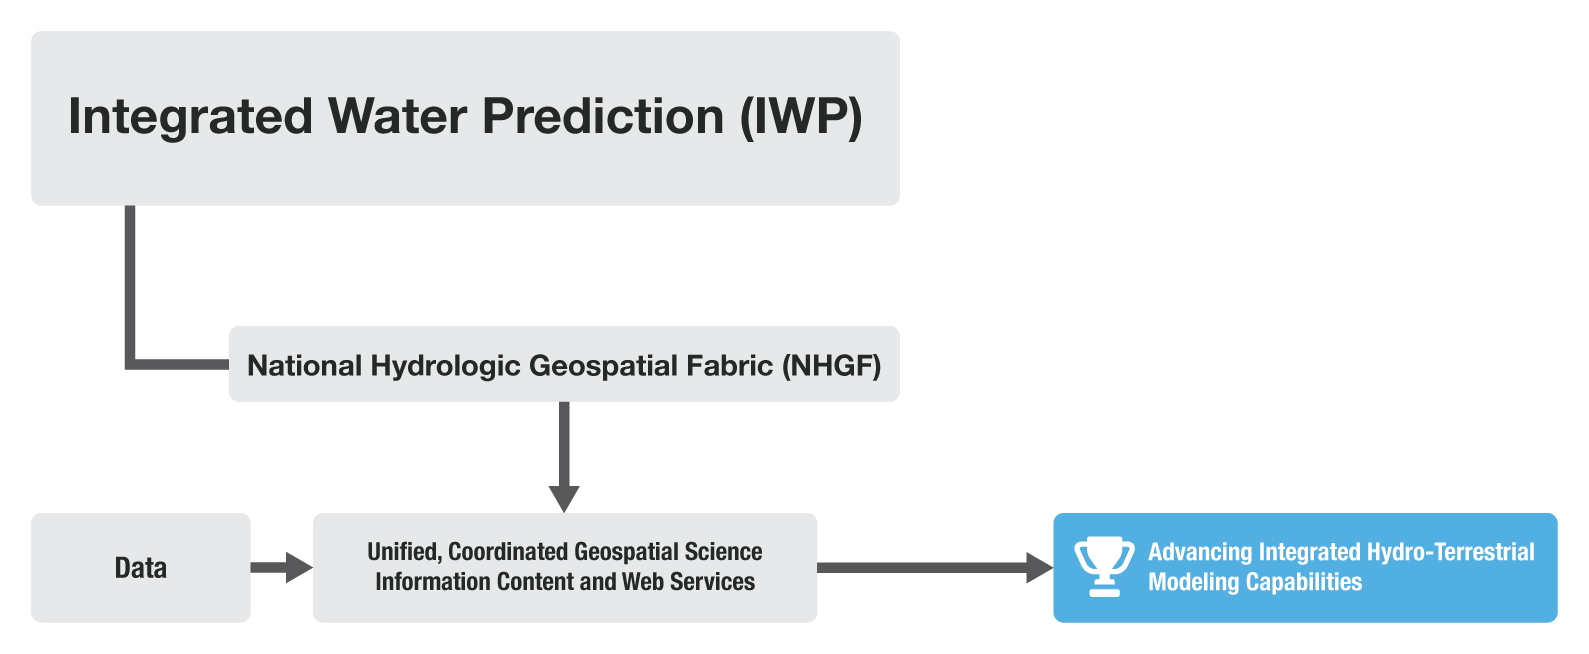 Integrated Water Prediction (IWP)
National Hydrologic Geospatial Fabric (NHGF)
Data
Unified, Coordinated Geospatial Science
Information Content and Web Services
Advancing Integrated Hydro-Terrestrial
Modeling Capabilities